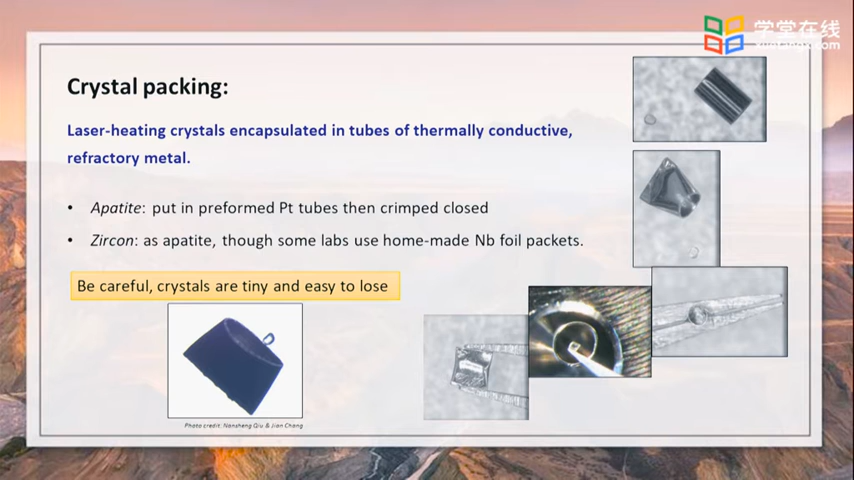 学堂在线
xuetangx.com
Crystal packing:
Laser-heating crystals encapsulated in tubes of thermally conductive,
refractory metal.
• Apatite: put in preformed Pt tubes then crimped closed
• Zircon: as apatite, though some labs use home-made Nb foil packets.
Be careful, crystals are tiny and easy to lose
Photo credit: Nansheng Qiu & Jian Chang